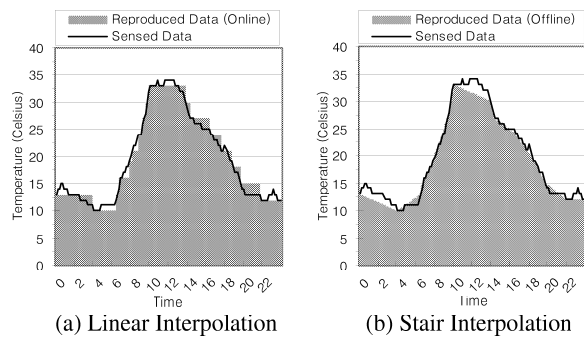 Reproduced Data (Online)
Sensed Data
40
35
30
25
20
15
10
5
0
Temperature (Celsius)
0 2 4 6 8 10 12 14 16 18 20 22
Time
(a) Linear Interpolation
Reproduced Data (Offline)
Sensed Data
40
35
30
25
20
15
10
5
0
Temperature (Celsius)
0 2 4 6 8 10 12 14 16 18 20 22
Time
(b) Stair Interpolation